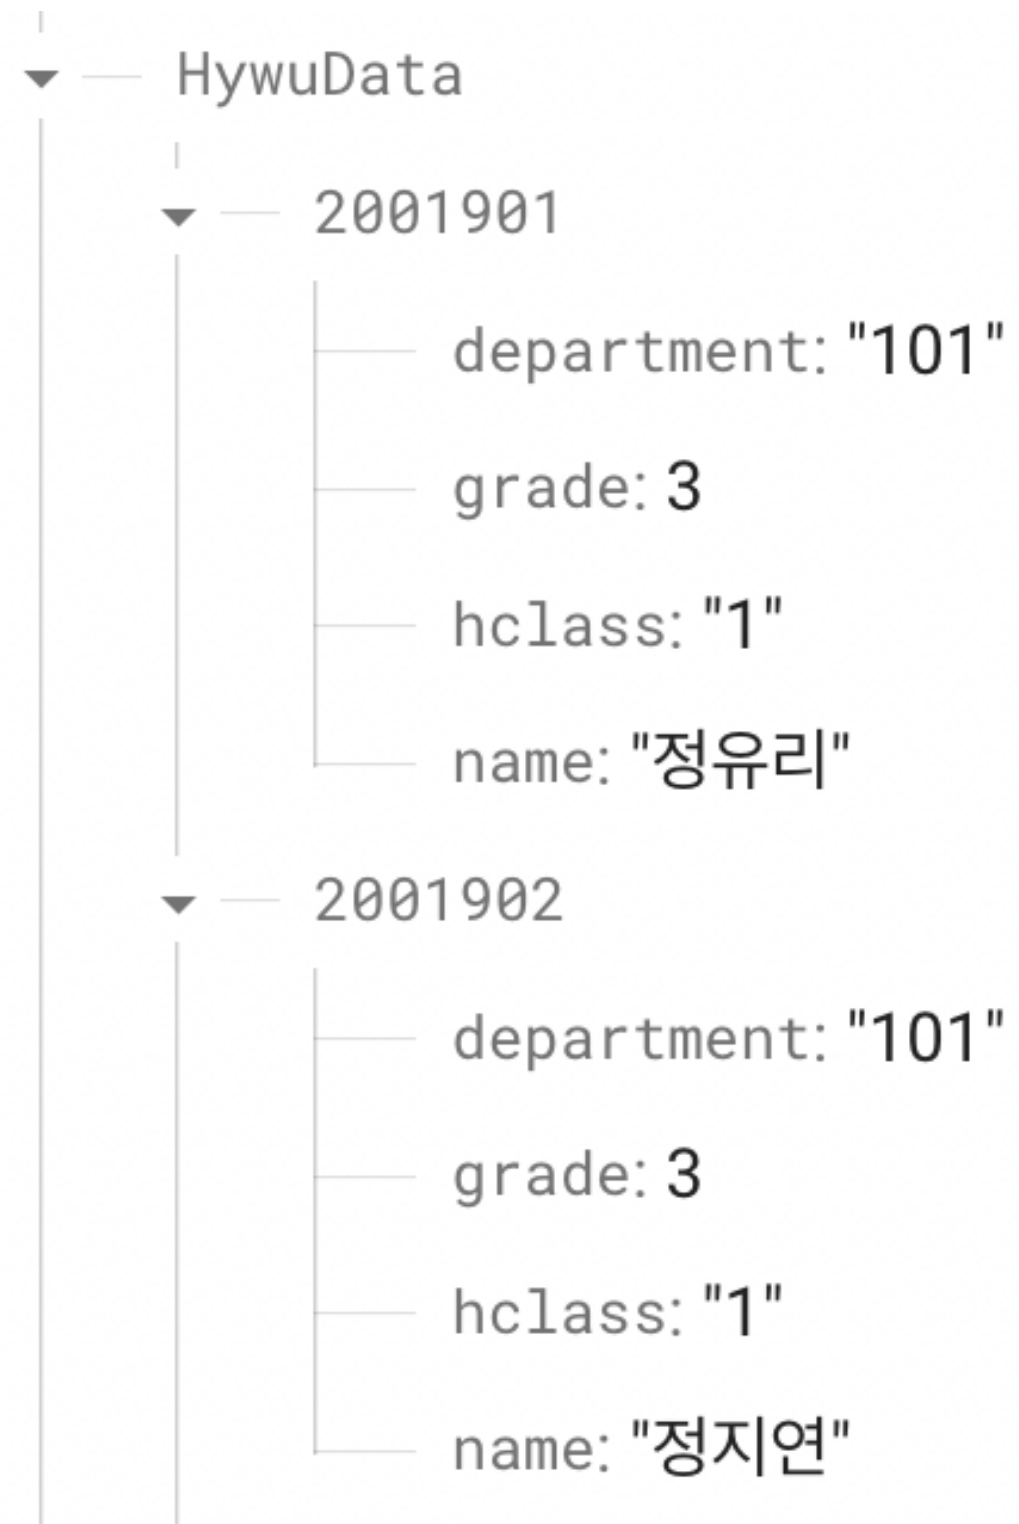 HywuData
2001901
department: "101"
grade: 3
hclass: "1"
name: "정유리"
2001902
department: "101"
grade: 3
hclass: "1"
name: "정지연"